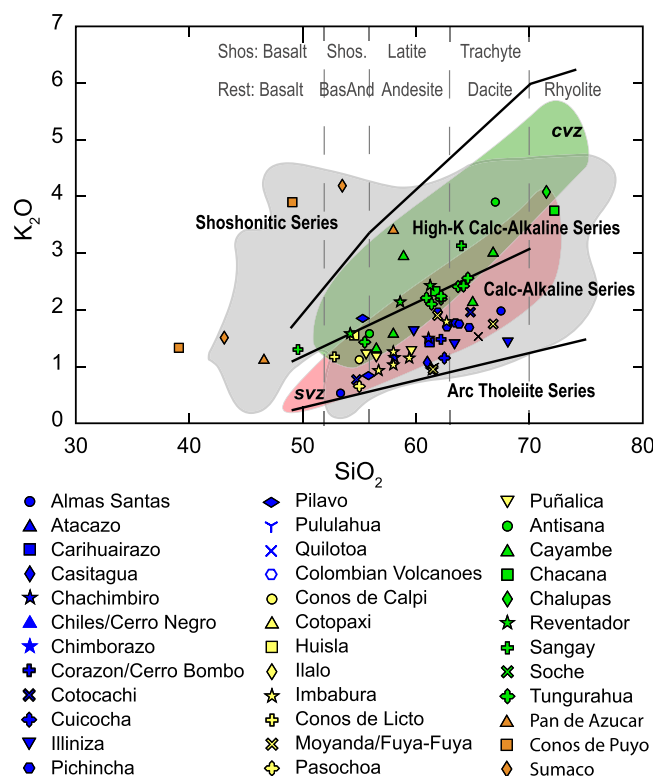 7
6
5
4
3
2
1
0
K₂O
Shos: Basalt Shos. Latite Trachyte
Rest: Basalt BasAnd Andesite Dacite Rhyolite
cvz
Shoshonitic Series
High-K Calc-Alkaline Series
Calc-Alkaline Series
svz
Arc Tholeiite Series
30 40 50 60 70 80
SiO₂
Almas Santas
Atacazo
Carihuairazo
Casitagua
Chachimbiro
Chiles/Cerro Negro
Chimborazo
Corazon/Cerro Bombo
Cotocachi
Cuicocha
Illiniza
Pichincha
Pilavo
Pululahua
Quilotoa
Colombian Volcanoes
Conos de Calpi
Cotopaxi
Huisla
Ilalo
Imbabura
Conos de Licto
Moyanda/Fuya-Fuya
Pasochoa
Puñalica
Antisana
Cayambe
Chacana
Chalupas
Reventador
Sangay
Soche
Tungurahua
Pan de Azucar
Conos de Puyo
Sumaco